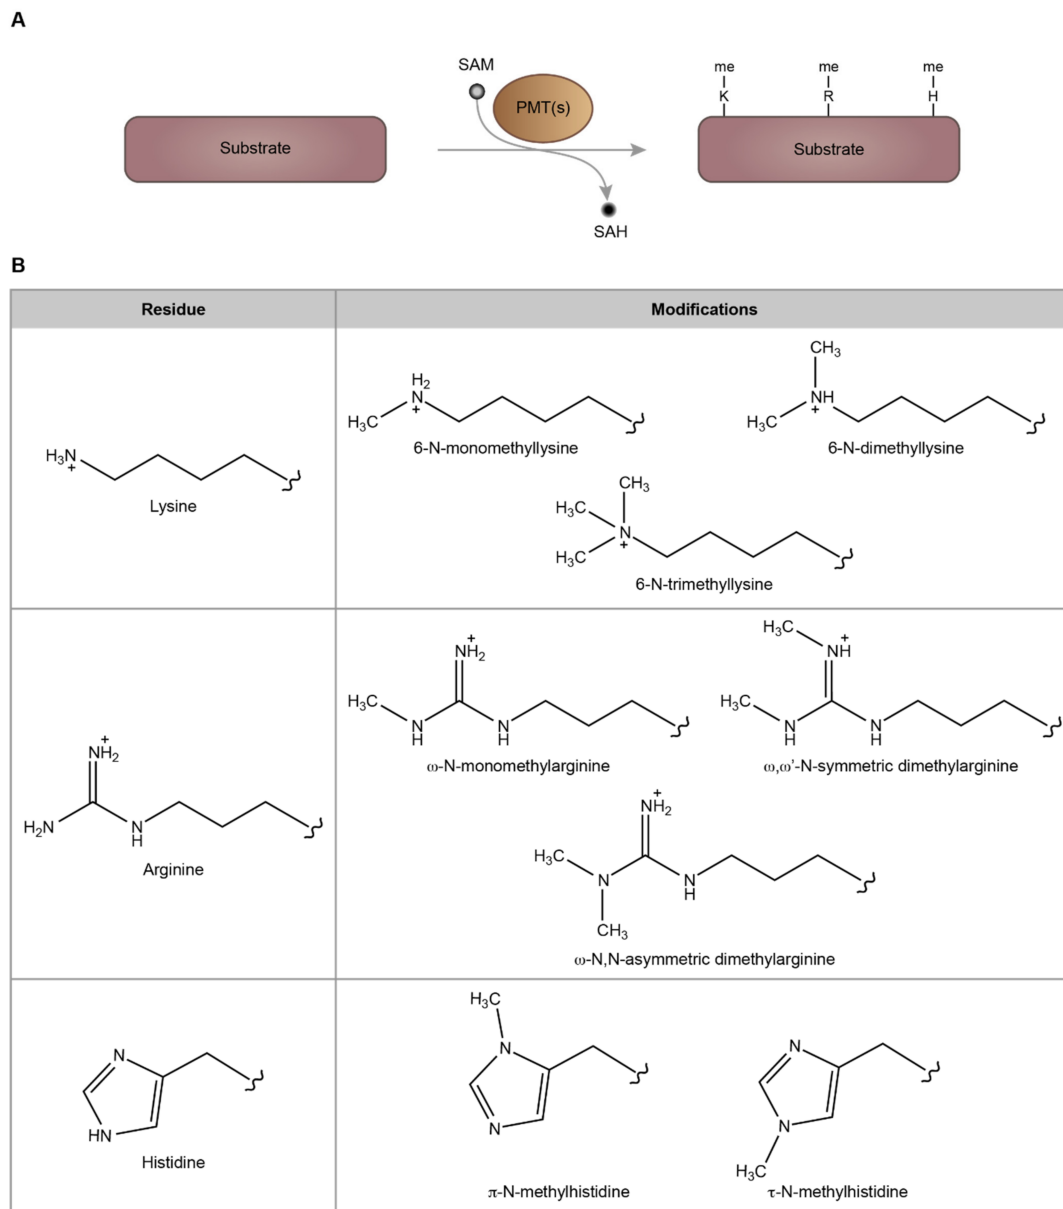 A
SAM
PMT(s)
me
me
me
K
R
H
Substrate
Substrate
SAH
B
Residue
Modifications
H₃N
+
Lysine
H₂
N
+
H₃C
6-N-monomethyllysine
CH₃
NH
+
H₃C
6-N-dimethyllysine
CH₃
H₃C
N
+
H₃C
6-N-trimethyllysine
+
NH₂
H₂N
N
H
Arginine
+
NH₂
H₃C
N
H
N
H
ω-N-monomethylarginine
H₃C
+
NH
H₃C
N
H
N
H
ω,ω'-N-symmetric dimethylarginine
+
NH₂
H₃C
N
N
H
CH₃
ω-N,N-asymmetric dimethylarginine
N
HN
Histidine
H₃C
N
N
π-N-methylhistidine
N
N
H₃C
τ-N-methylhistidine